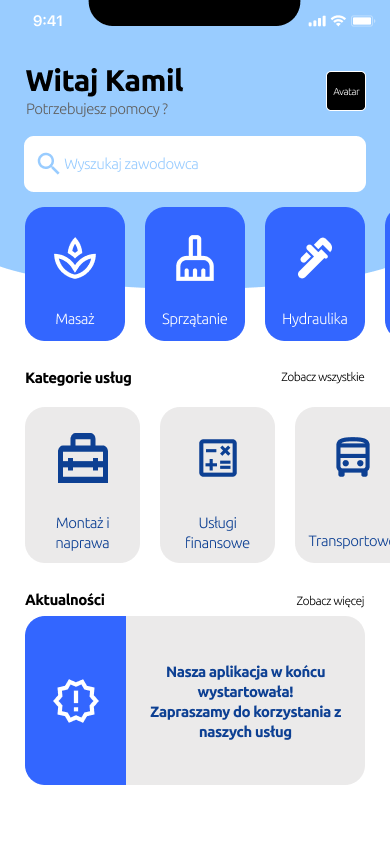 9:41
Witaj Kamil
Potrzebujesz pomocy ?
Avatar
Wyszukaj zawodowca
Masaż
Sprzątanie
Hydraulika
Kategorie usług
Zobacz wszystkie
Montaż i
naprawa
Usługi
finansowe
Transportowe
Aktualności
Zobacz więcej
Nasza aplikacja w końcu
wystartowała!
Zapraszamy do korzystania z
naszych usług